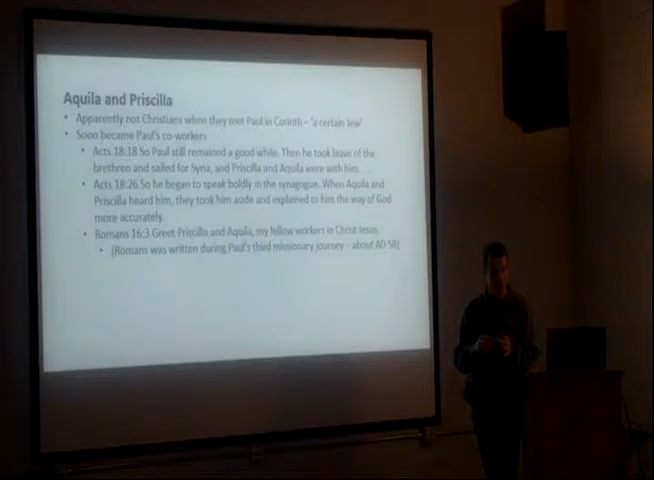 Aquila and Priscilla
• Apparently not Christians when they met Paul in Corinth – "a certain Jew"
• Soon became Paul's co-workers
• Acts 18:18 So Paul still remained a good while. Then he took leave of the
brethren and sailed for Syria, and Priscilla and Aquila were with him . . .
• Acts 18:26 So he began to speak boldly in the synagogue. When Aquila and
Priscilla heard him, they took him aside and explained to him the way of God
more accurately.
• Romans 16:3 Greet Priscilla and Aquila, my fellow workers in Christ Jesus,
• (Romans was written during Paul's third missionary journey – about AD 58)